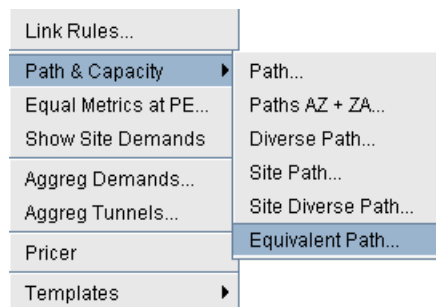 Link Rules...
Path & Capacity
Equal Metrics at PE...
Show Site Demands
Aggreg Demands...
Aggreg Tunnels...
Pricer
Templates
Path...
Paths AZ + ZA...
Diverse Path...
Site Path...
Site Diverse Path...
Equivalent Path...